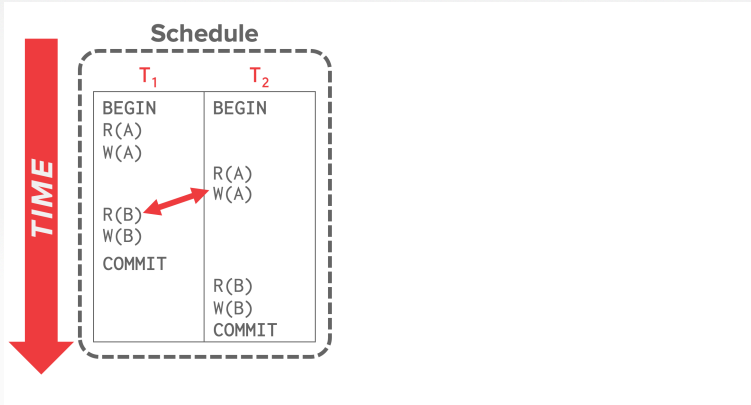 Schedule
TIME
T1 T2
BEGIN BEGIN
R(A)
W(A)
R(A)
W(A)
R(B)
W(B)
COMMIT
R(B)
W(B)
COMMIT